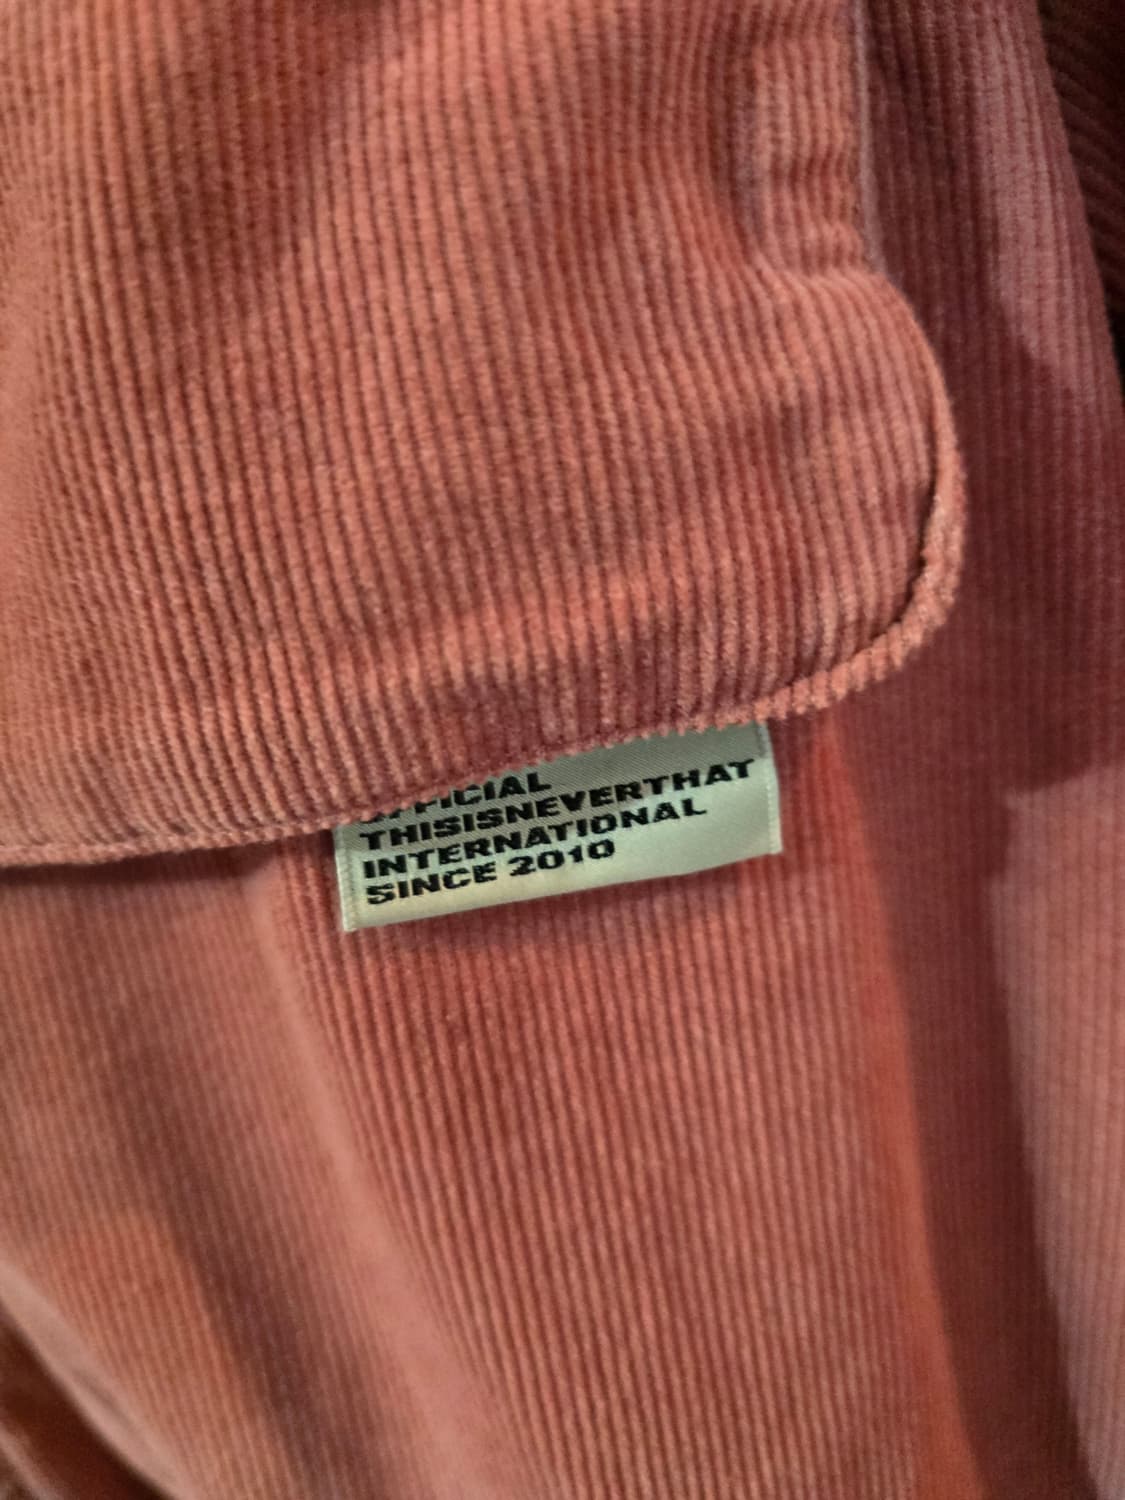 OFFICIAL
THISISNEVERTHAT
INTERNATIONAL
SINCE 2010